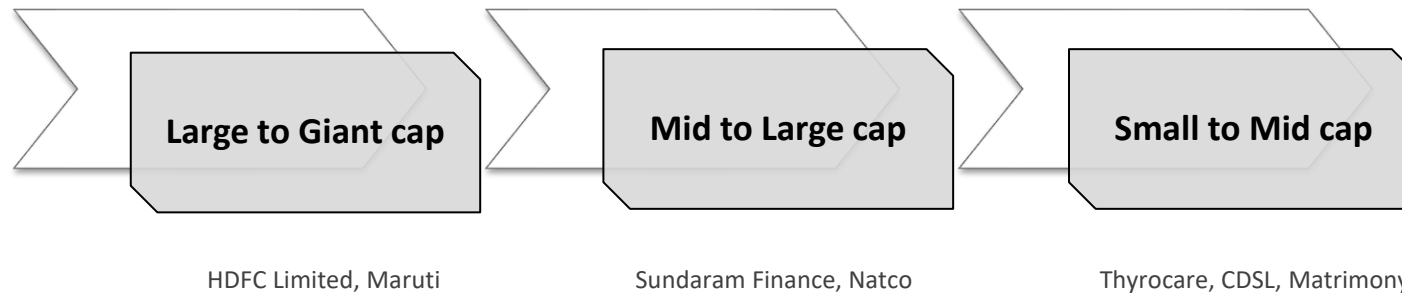 Large to Giant cap
Mid to Large cap
Small to Mid cap
HDFC Limited, Maruti
Sundaram Finance, Natco
Thyrocare, CDSL, Matrimony